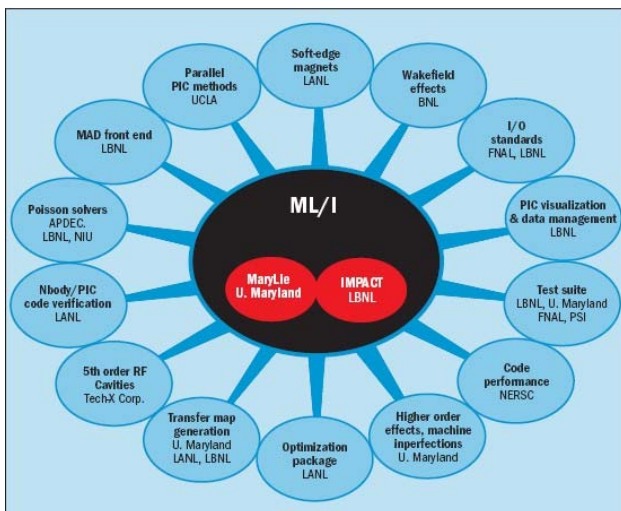 Soft-edge
magnets
LANL
Wakefield
effects
BNL
I/O
standards
FNAL, LBNL
PIC visualization
& data management
LBNL
Test suite
LBNL, U. Maryland
FNAL, PSI
Code
performance
NERSC
Higher order
effects, machine
inperfections
U. Maryland
Optimization
package
LANL
Transfer map
generation
U. Maryland
LANL, LBNL
5th order RF
Cavities
Tech-X Corp.
Nbody/PIC
code verification
LANL
Poisson solvers
APDEC.
LBNL, NIU
MAD front end
LBNL
Parallel
PIC methods
UCLA
ML/I
MaryLie
U. Maryland
IMPACT
LBNL